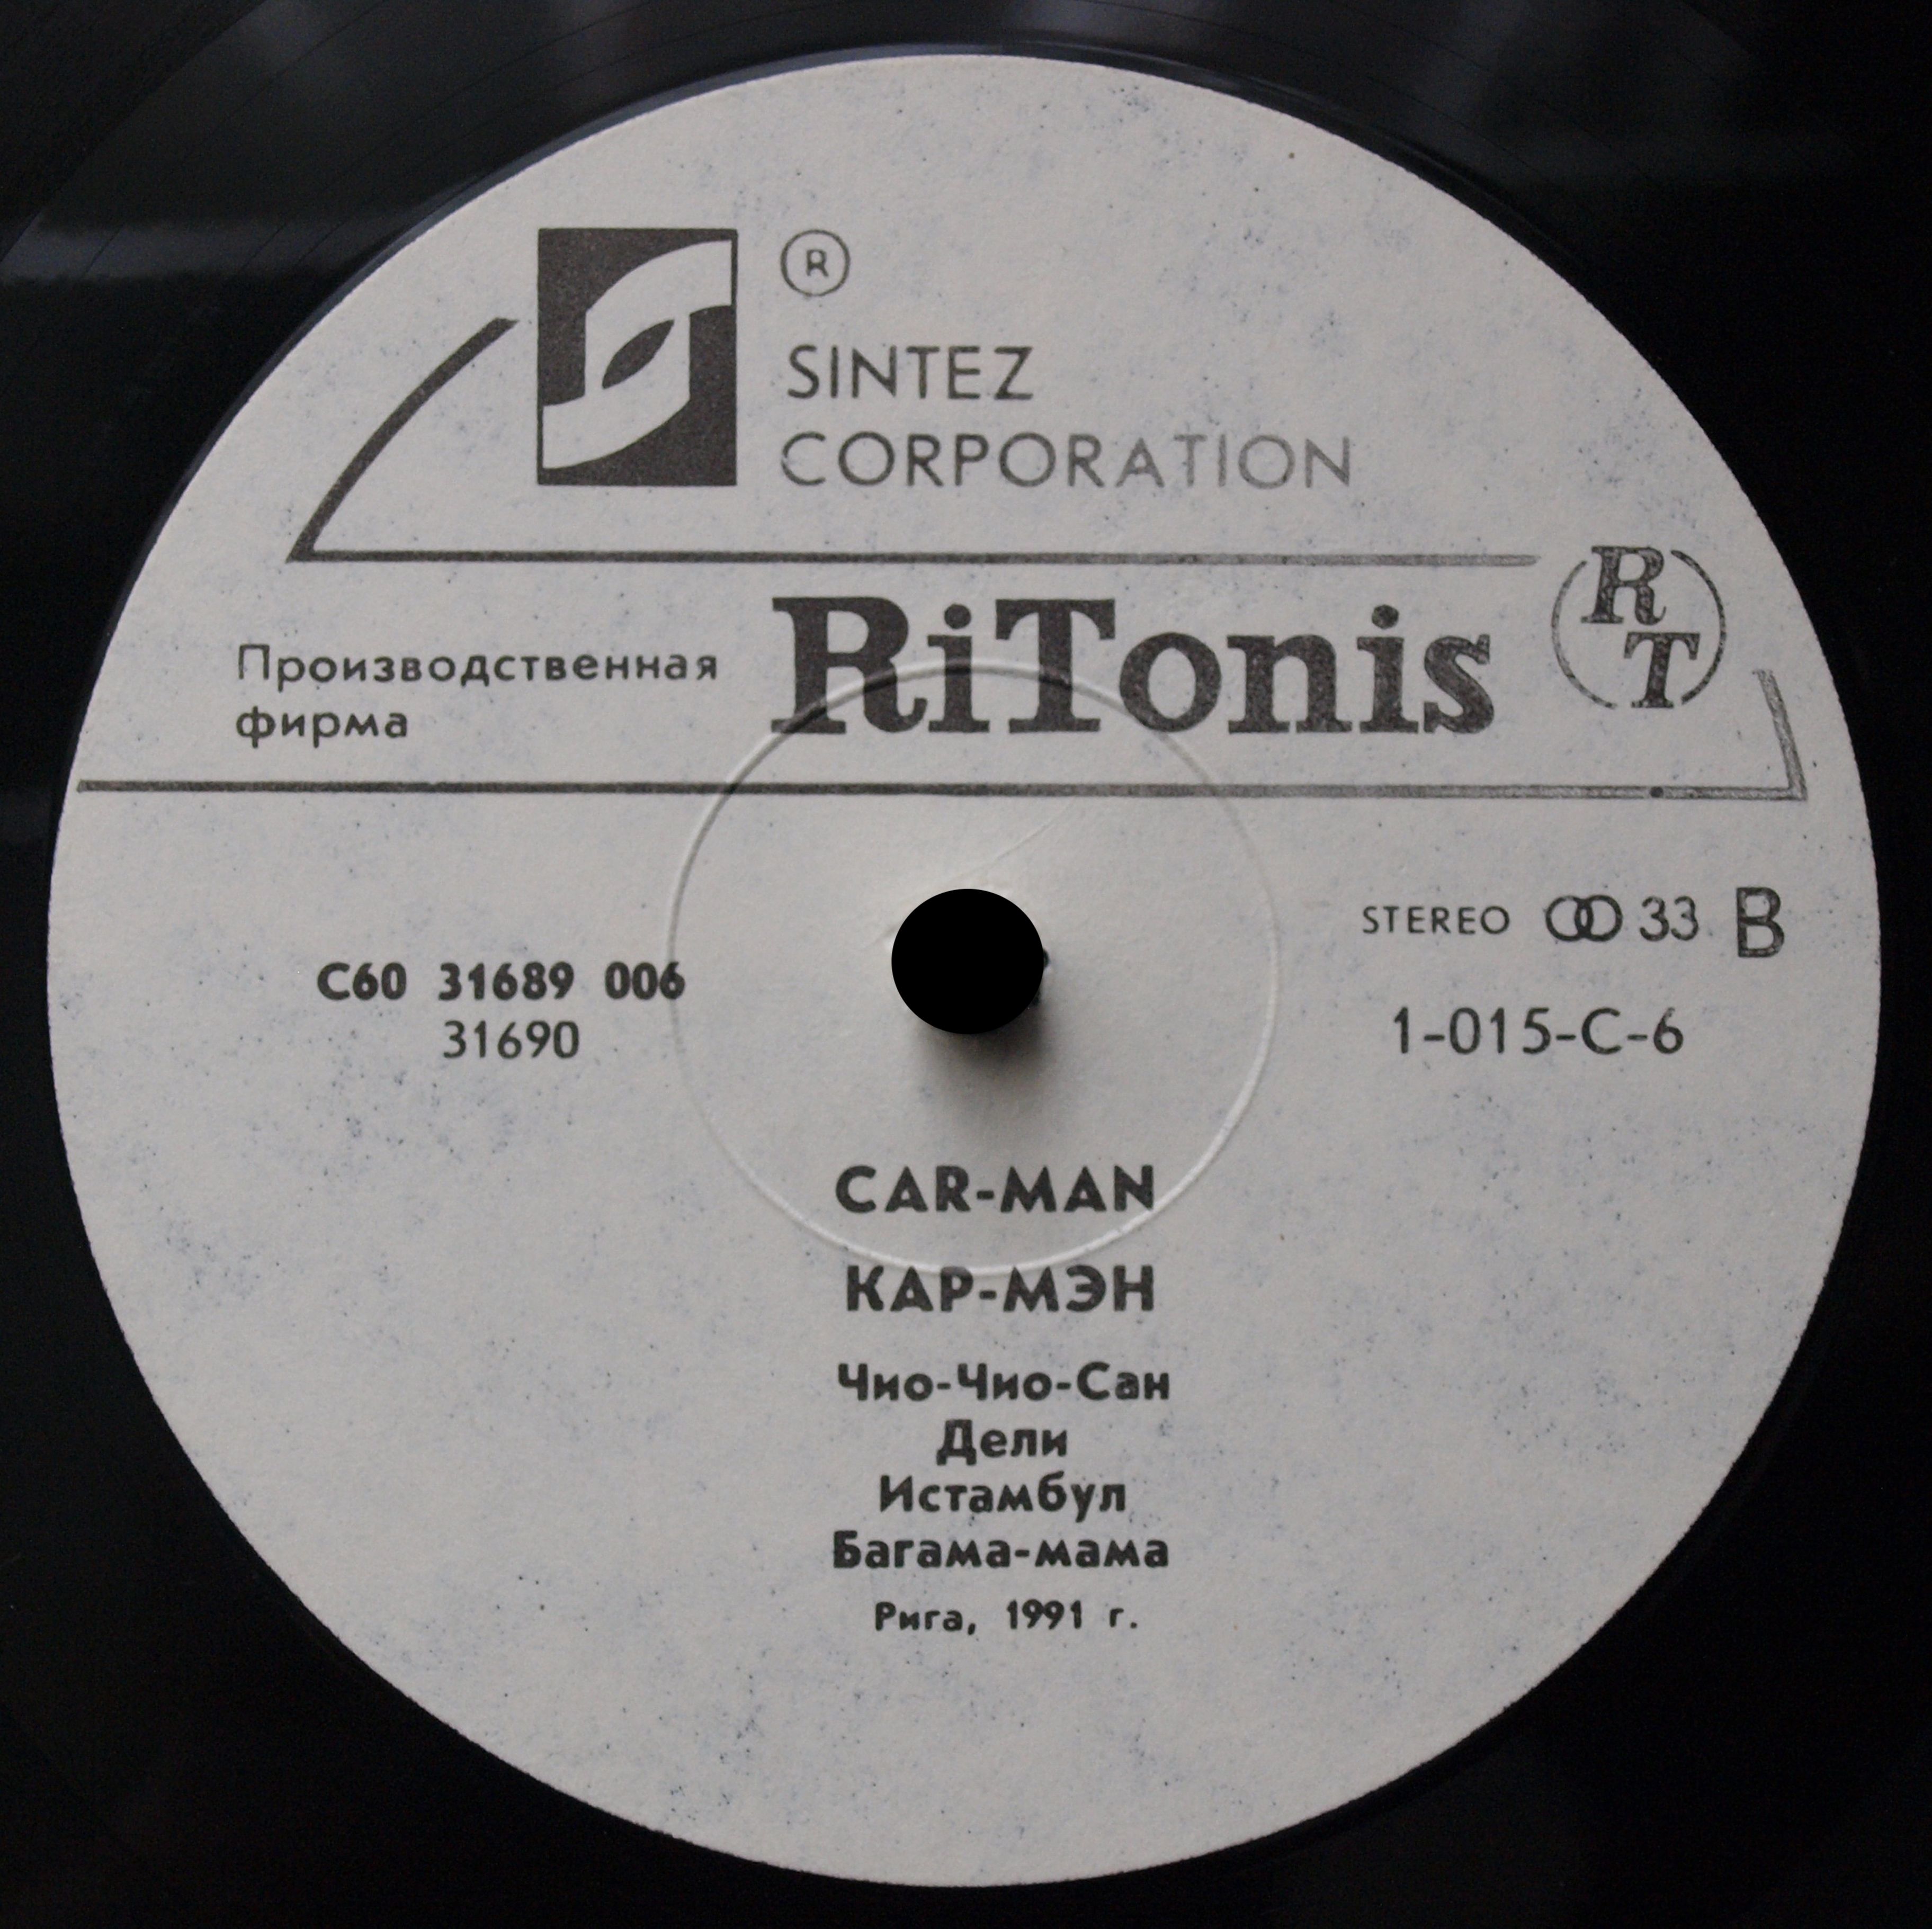 ®
SINTEZ
CORPORATION
Производственная
фирма
RiTonis
RT
STEREO 33 B
С60 31689 006
31690
1-015-С-6
CAR-MAN
КАР-МЭН
Чио-Чио-Сан
Дели
Истамбул
Багама-мама
Рига, 1991 г.